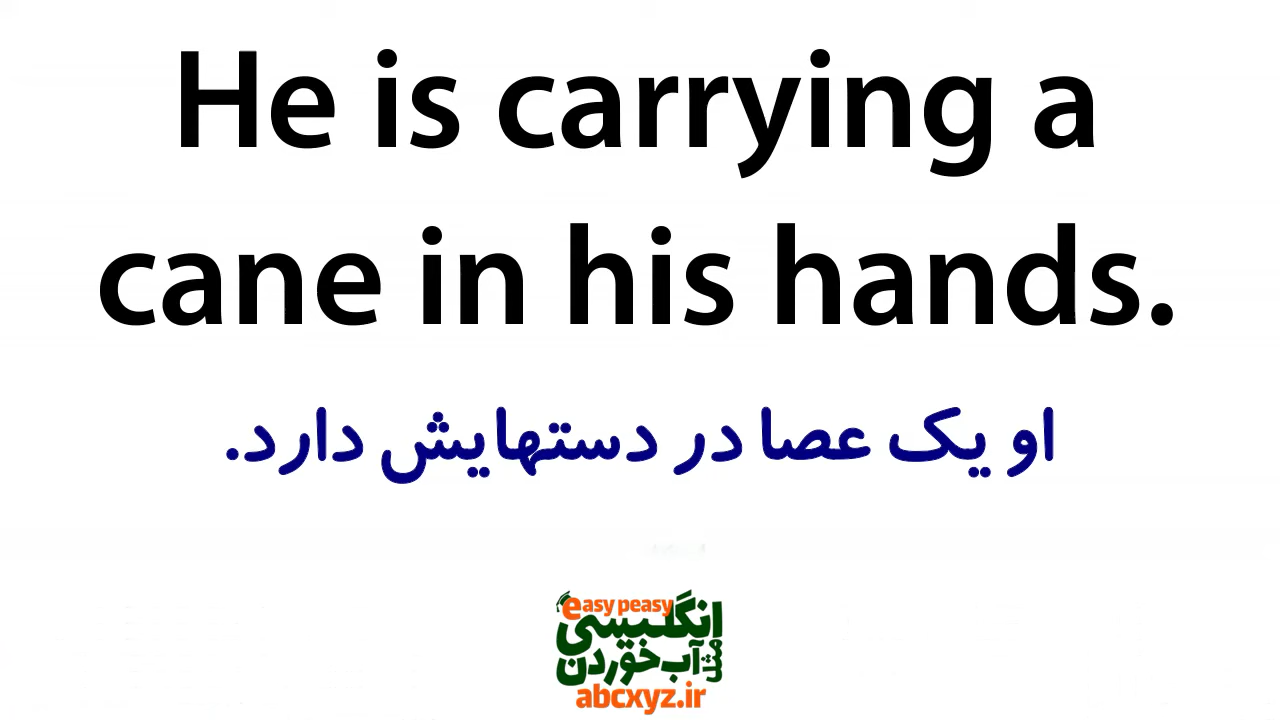 He is carrying a
cane in his hands.
او یک عصا در دستهایش دارد.
easy peasy
انگلیسی
مثل آب خوردن
abcxyz.ir